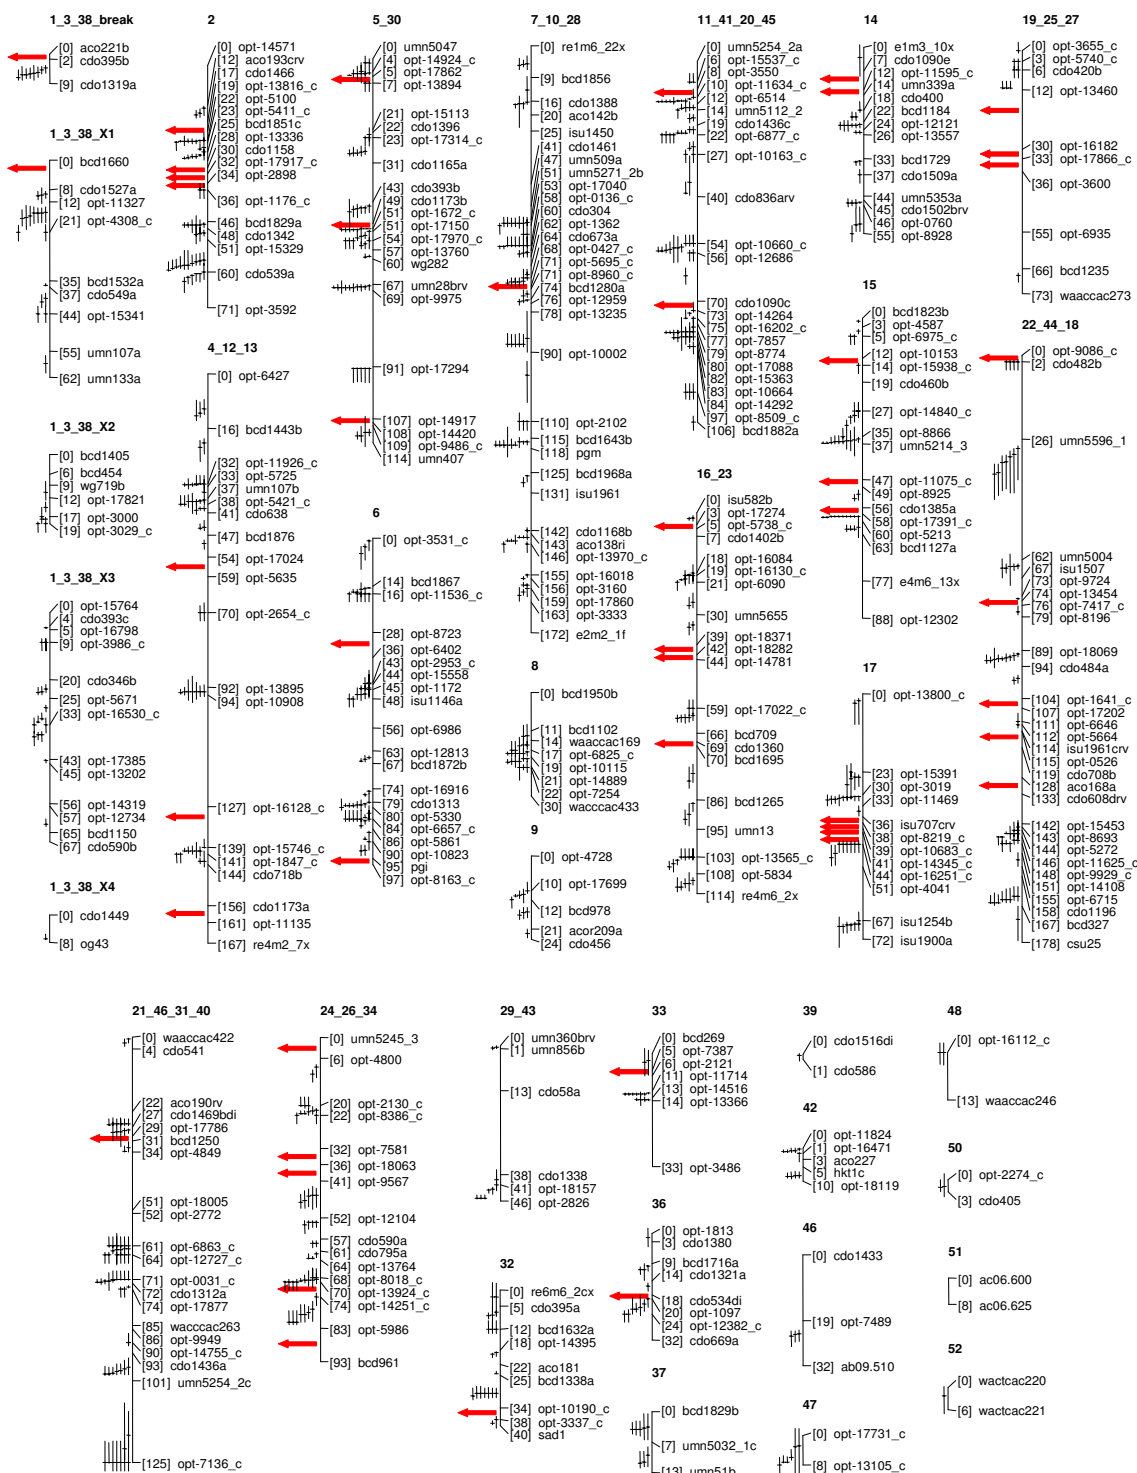 1_3_38_break
[0] aco221b
[2] cdo395b
[9] cdo1319a
1_3_38_X1
[0] bcd1660
[8] cdo1527a
[12] opt-11327
[21] opt-4308_c
[35] bcd1532a
[37] cdo549a
[44] opt-15341
[55] umn107a
[62] umn133a
1_3_38_X2
[0] bcd1405
[6] bcd454
[9] wg719b
[12] opt-17821
[17] opt-3000
[19] opt-3029_c
1_3_38_X3
[0] opt-15764
[4] cdo393c
[5] opt-16798
[9] opt-3986_c
[20] cdo346b
[25] opt-5671
[33] opt-16530_c
[43] opt-17385
[45] opt-13202
[56] opt-14319
[57] opt-12734
[65] bcd1150
[67] cdo590b
1_3_38_X4
[0] cdo1449
[8] og43
2
[0] opt-14571
[12] aco193crv
[17] cdo1466
[19] opt-13816_c
[22] opt-5100
[23] opt-5411_c
[25] bcd1851c
[28] opt-13336
[30] cdo1158
[32] opt-17917_c
[34] opt-2898
[36] opt-1176_c
[46] bcd1829a
[48] cdo1342
[51] opt-15329
[60] cdo539a
[71] opt-3592
4_12_13
[0] opt-6427
[16] bcd1443b
[32] opt-11926_c
[33] opt-5725
[37] umn107b
[38] opt-5421_c
[41] cdo638
[47] bcd1876
[54] opt-17024
[59] opt-5635
[70] opt-2654_c
[92] opt-13895
[94] opt-10908
[127] opt-16128_c
[139] opt-15746_c
[141] opt-1847_c
[144] cdo718b
[156] cdo1173a
[161] opt-11135
[167] re4m2_7x
5_30
[0] umn5047
[4] opt-14924_c
[5] opt-17862
[7] opt-13894
[21] opt-15113
[22] cdo1396
[23] opt-17314_c
[31] cdo1165a
[43] cdo393b
[49] cdo1173b
[51] opt-1672_c
[51] opt-17150
[54] opt-17970_c
[57] opt-13760
[60] wg282
[67] umn28brv
[69] opt-9975
[91] opt-17294
[107] opt-14917
[108] opt-14420
[109] opt-9486_c
[114] umn407
6
[0] opt-3531_c
[14] bcd1867
[16] opt-11536_c
[28] opt-8723
[36] opt-6402
[43] opt-2953_c
[44] opt-15558
[45] opt-1172
[48] isu1146a
[56] opt-6986
[63] opt-12813
[67] bcd1872b
[74] opt-16916
[79] cdo1313
[80] opt-5330
[84] opt-6657_c
[86] opt-5861
[90] opt-10823
[95] pgi
[97] opt-8163_c
7_10_28
[0] re1m6_22x
[9] bcd1856
[16] cdo1388
[20] aco142b
[25] isu1450
[41] cdo1461
[47] umn509a
[51] umn5271_2b
[53] opt-17040
[58] opt-0136_c
[60] cdo304
[62] opt-1362
[64] cdo673a
[68] opt-0427_c
[71] opt-5695_c
[71] opt-8960_c
[74] bcd1280a
[76] opt-12959
[78] opt-13235
[90] opt-10002
[110] opt-2102
[115] bcd1643b
[118] pgm
[125] bcd1968a
[131] isu1961
[142] cdo1168b
[143] aco138ri
[146] opt-13970_c
[155] opt-16018
[156] opt-3160
[159] opt-17860
[163] opt-3333
[172] e2m2_1f
8
[0] bcd1950b
[11] bcd1102
[14] waaccac169
[17] opt-6825_c
[19] opt-10115
[21] opt-14889
[22] opt-7254
[30] wacccac433
9
[0] opt-4728
[10] opt-17699
[12] bcd978
[21] acor209a
[24] cdo456
11_41_20_45
[0] umn5254_2a
[6] opt-15537_c
[8] opt-3550
[10] opt-11634_c
[12] opt-6514
[14] umn5112_2
[19] cdo1436c
[22] opt-6877_c
[27] opt-10163_c
[40] cdo836arv
[54] opt-10660_c
[56] opt-12686
[70] cdo1090c
[73] opt-14264
[75] opt-16202_c
[77] opt-7857
[79] opt-8774
[80] opt-17088
[82] opt-15363
[83] opt-10664
[84] opt-14292
[97] opt-8509_c
[106] bcd1882a
16_23
[0] isu582b
[3] opt-17274
[5] opt-5738_c
[7] cdo1402b
[18] opt-16084
[19] opt-16130_c
[21] opt-6090
[30] umn5655
[39] opt-18371
[42] opt-18282
[44] opt-14781
[59] opt-17022_c
[66] bcd709
[69] cdo1360
[70] bcd1695
[86] bcd1265
[95] umn13
[103] opt-13565_c
[108] opt-5834
[114] re4m6_2x
14
[0] e1m3_10x
[7] cdo1090e
[12] opt-11595_c
[14] umn339a
[18] cdo400
[22] bcd1184
[24] opt-12121
[26] opt-13557
[33] bcd1729
[37] cdo1509a
[44] umn5353a
[45] cdo1502brv
[46] opt-0760
[55] opt-8928
15
[0] bcd1823b
[3] opt-4587
[5] opt-6975_c
[12] opt-10153
[14] opt-15938_c
[19] cdo460b
[27] opt-14840_c
[35] opt-8866
[37] umn5214_3
[47] opt-11075_c
[49] opt-8925
[56] cdo1385a
[58] opt-17391_c
[60] opt-5213
[63] bcd1127a
[77] e4m6_13x
[88] opt-12302
17
[0] opt-13800_c
[23] opt-15391
[30] opt-3019
[33] opt-11469
[36] isu707crv
[38] opt-8219_c
[39] opt-10683_c
[41] opt-14345_c
[44] opt-16251_c
[51] opt-4041
[67] isu1254b
[72] isu1900a
19_25_27
[0] opt-3655_c
[3] opt-5740_c
[6] cdo420b
[12] opt-13460
[30] opt-16182
[33] opt-17866_c
[36] opt-3600
[55] opt-6935
[66] bcd1235
[73] waaccac273
22_44_18
[0] opt-9086_c
[2] cdo482b
[26] umn5596_1
[62] umn5004
[67] isu1507
[73] opt-9724
[74] opt-13454
[76] opt-7417_c
[79] opt-8196
[89] opt-18069
[94] cdo484a
[104] opt-1641_c
[107] opt-17202
[111] opt-6646
[112] opt-5664
[114] isu1961crv
[115] opt-0526
[119] cdo708b
[128] aco168a
[133] cdo608drv
[142] opt-15453
[143] opt-8693
[144] opt-5272
[146] opt-11625_c
[148] opt-9929_c
[151] opt-14108
[155] opt-6715
[158] cdo1196
[167] bcd327
[178] csu25
21_46_31_40
[0] waaccac422
[4] cdo541
[22] aco190rv
[27] cdo1469bdi
[29] opt-17786
[31] bcd1250
[34] opt-4849
[51] opt-18005
[52] opt-2772
[61] opt-6863_c
[64] opt-12727_c
[71] opt-0031_c
[72] cdo1312a
[74] opt-17877
[85] wacccac263
[86] opt-9949
[90] opt-14755_c
[93] cdo1436a
[101] umn5254_2c
[125] opt-7136_c
24_26_34
[0] umn5245_3
[6] opt-4800
[20] opt-2130_c
[22] opt-8386_c
[32] opt-7581
[36] opt-18063
[41] opt-9567
[52] opt-12104
[57] cdo590a
[61] cdo795a
[64] opt-13764
[68] opt-8018_c
[70] opt-13924_c
[74] opt-14251_c
[83] opt-5986
[93] bcd961
29_43
[0] umn360brv
[1] umn856b
[13] cdo58a
[38] cdo1338
[41] opt-18157
[46] opt-2826
32
[0] re6m6_2cx
[5] cdo395a
[12] bcd1632a
[18] opt-14395
[22] aco181
[25] bcd1338a
[34] opt-10190_c
[38] opt-3337_c
[40] sad1
33
[0] bcd269
[5] opt-7387
[6] opt-2121
[11] opt-11714
[13] opt-14516
[14] opt-13366
[33] opt-3486
36
[0] opt-1813
[3] cdo1380
[9] bcd1716a
[14] cdo1321a
[18] cdo534di
[20] opt-1097
[24] opt-12382_c
[32] cdo669a
37
[0] bcd1829b
[7] umn5032_1c
[13] umn51b
39
[0] cdo1516di
[1] cdo586
42
[0] opt-11824
[1] opt-16471
[3] aco227
[5] hkt1c
[10] opt-18119
46
[0] cdo1433
[19] opt-7489
[32] ab09.510
47
[0] opt-17731_c
[8] opt-13105_c
48
[0] opt-16112_c
[13] waaccac246
50
[0] opt-2274_c
[3] cdo405
51
[0] ac06.600
[8] ac06.625
52
[0] wactcac220
[6] wactcac221